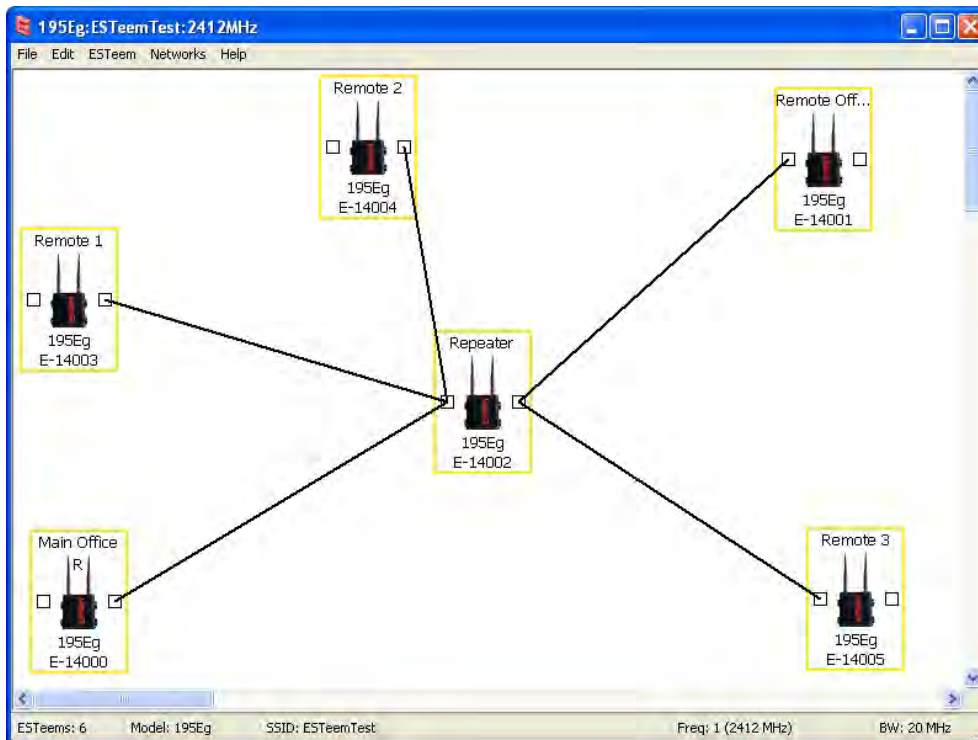 195Eg:ESTeemTest:2412MHz
File Edit ESTeem Networks Help
Remote 2
195Eg
E-14004
Remote Off...
195Eg
E-14001
Remote 1
195Eg
E-14003
Repeater
195Eg
E-14002
Main Office
R
195Eg
E-14000
Remote 3
195Eg
E-14005
ESTeems: 6 Model: 195Eg SSID: ESTeemTest Freq: 1 (2412 MHz) BW: 20 MHz